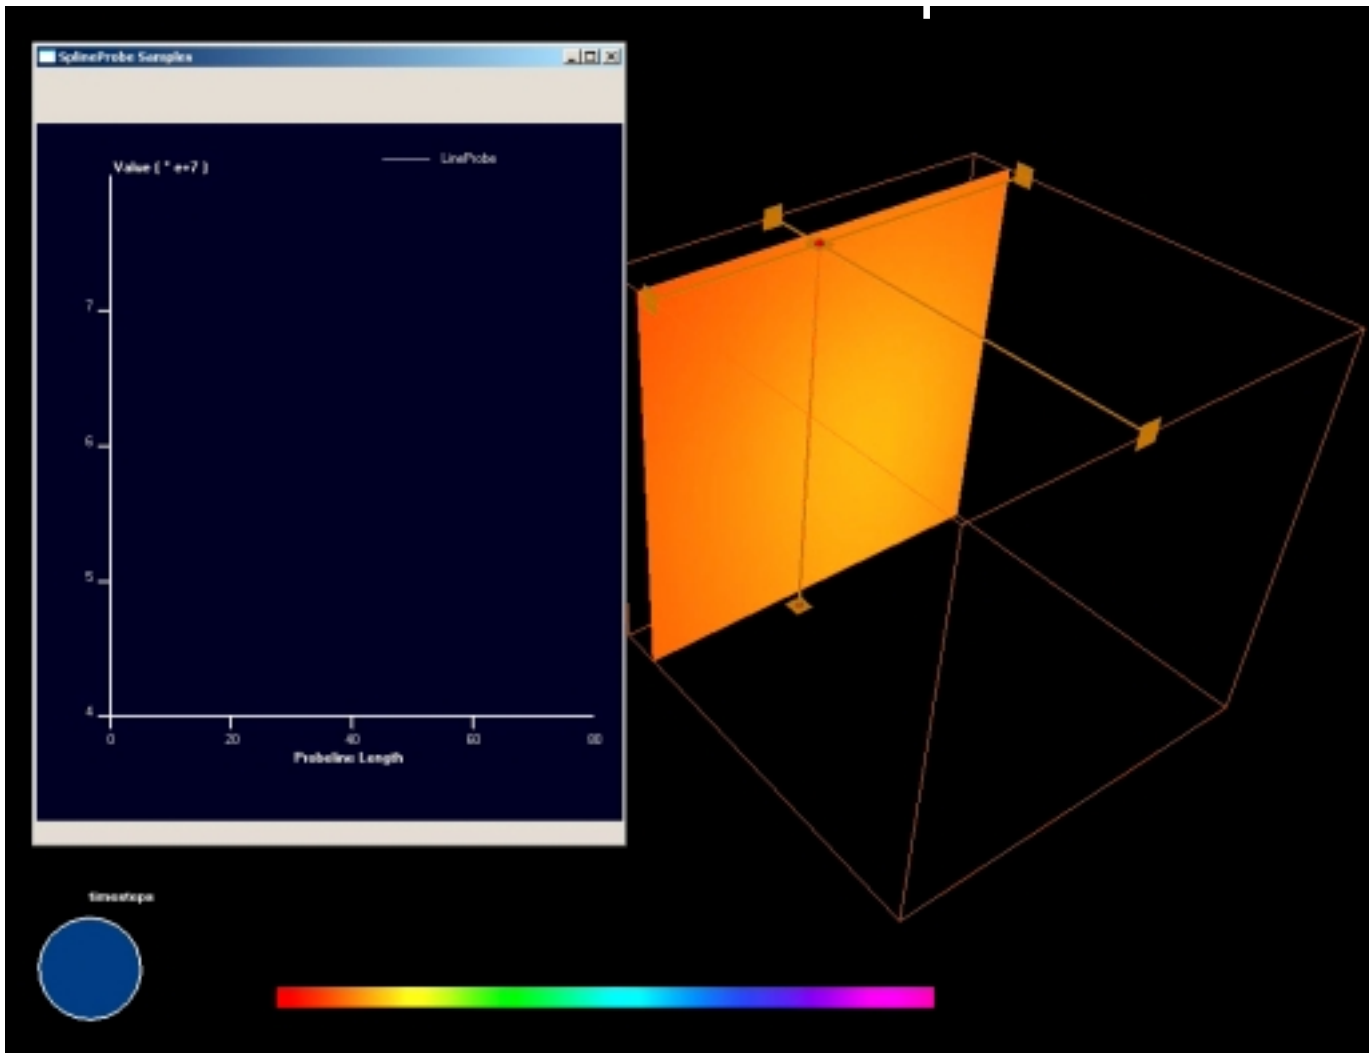 SplineProbe Samples
Value ( * e+7 )
LineProbe
7
6
5
4
0 20 40 60 80
Probeline Length
timesteps